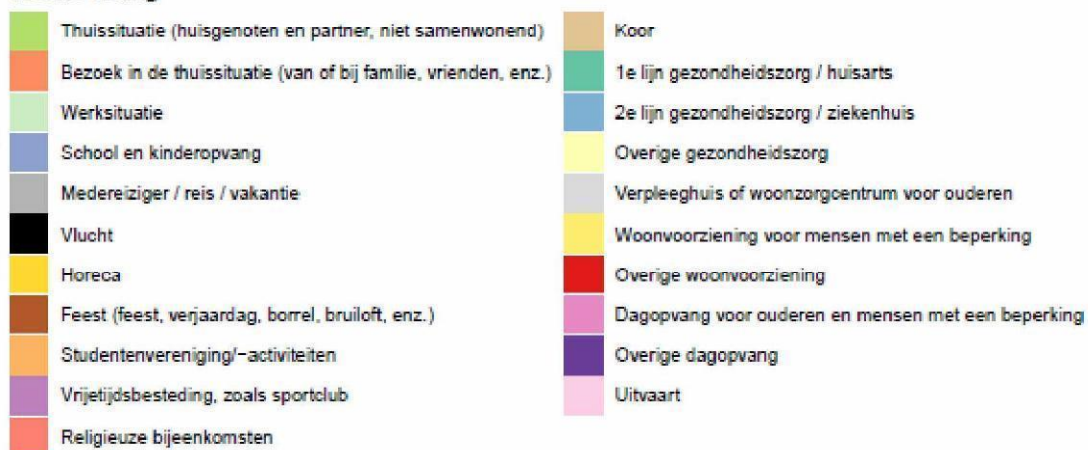 Thuissituatie (huisgenoten en partner, niet samenwonend)
Bezoek in de thuissituatie (van of bij familie, vrienden, enz.)
Werksituatie
School en kinderopvang
Medereiziger / reis / vakantie
Vlucht
Horeca
Feest (feest, verjaardag, borrel, bruiloft, enz.)
Studentenvereniging/-activiteiten
Vrijetijdsbesteding, zoals sportclub
Religieuze bijeenkomsten
Koor
1e lijn gezondheidszorg / huisarts
2e lijn gezondheidszorg / ziekenhuis
Overige gezondheidszorg
Verpleeghuis of woonzorgcentrum voor ouderen
Woonvoorziening voor mensen met een beperking
Overige woonvoorziening
Dagopvang voor ouderen en mensen met een beperking
Overige dagopvang
Uitvaart